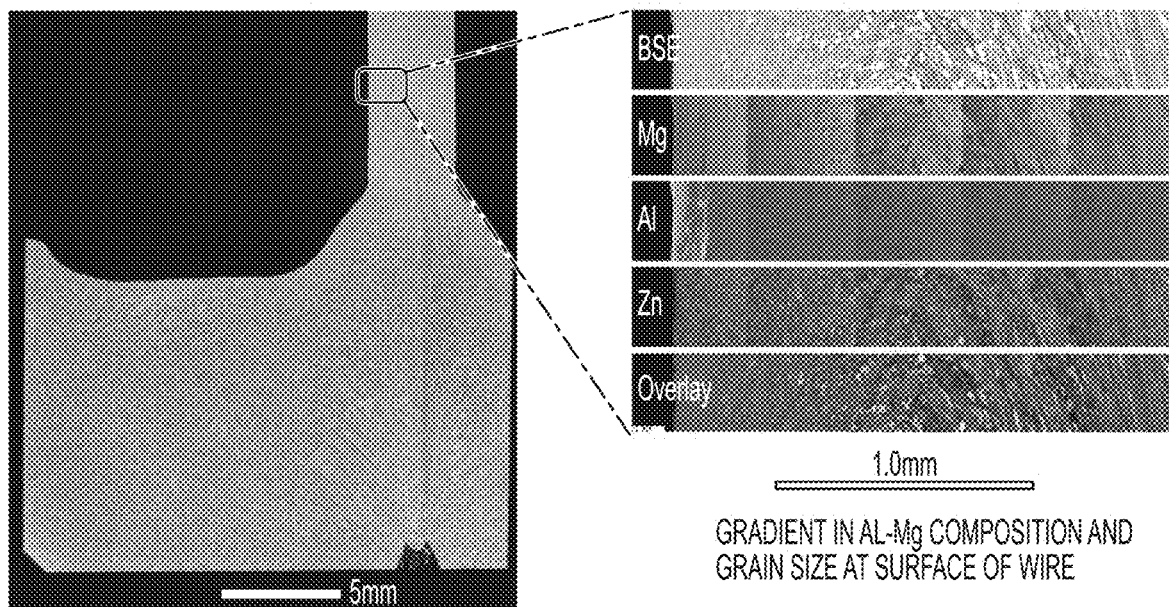 BSE
Mg
Al
Zn
Overlay
5mm
1.0mm
GRADIENT IN AL-Mg COMPOSITION AND
GRAIN SIZE AT SURFACE OF WIRE